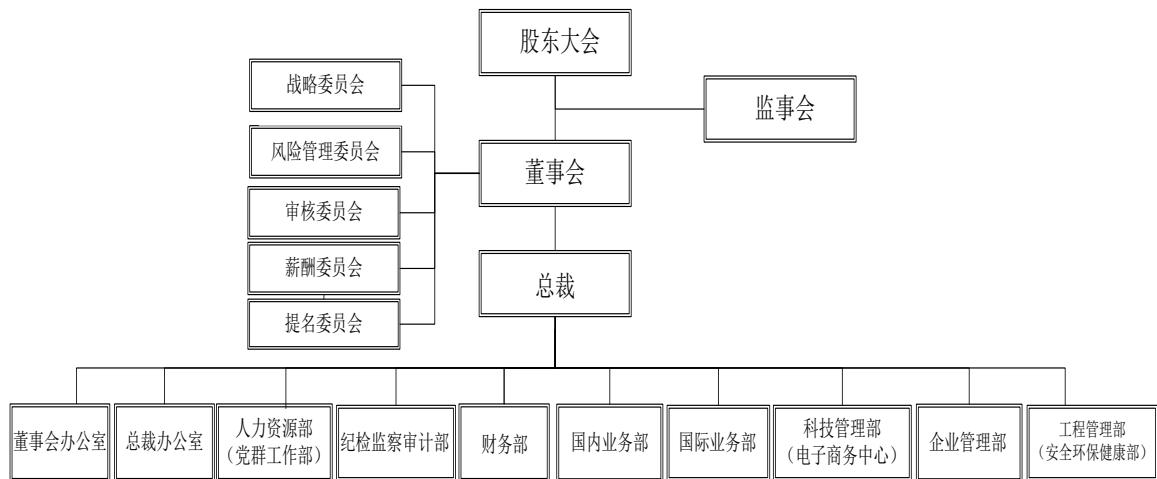 股东大会
战略委员会
监事会
风险管理委员会
董事会
审核委员会
薪酬委员会
总裁
提名委员会
董事会办公室
总裁办公室
人力资源部
（党群工作部）
纪检监察审计部
财务部
国内业务部
国际业务部
科技管理部
（电子商务中心）
企业管理部
工程管理部
（安全环保健康部）